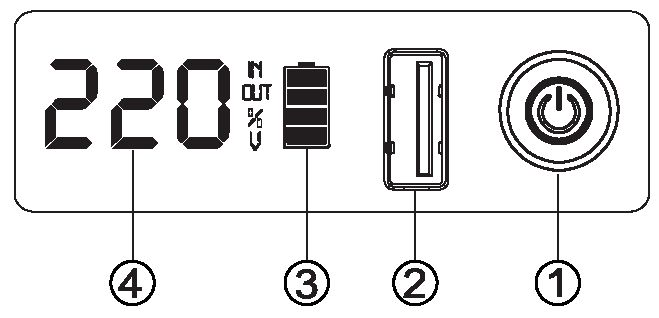 220
IN
OUT
%
V
④ ③ ② ①